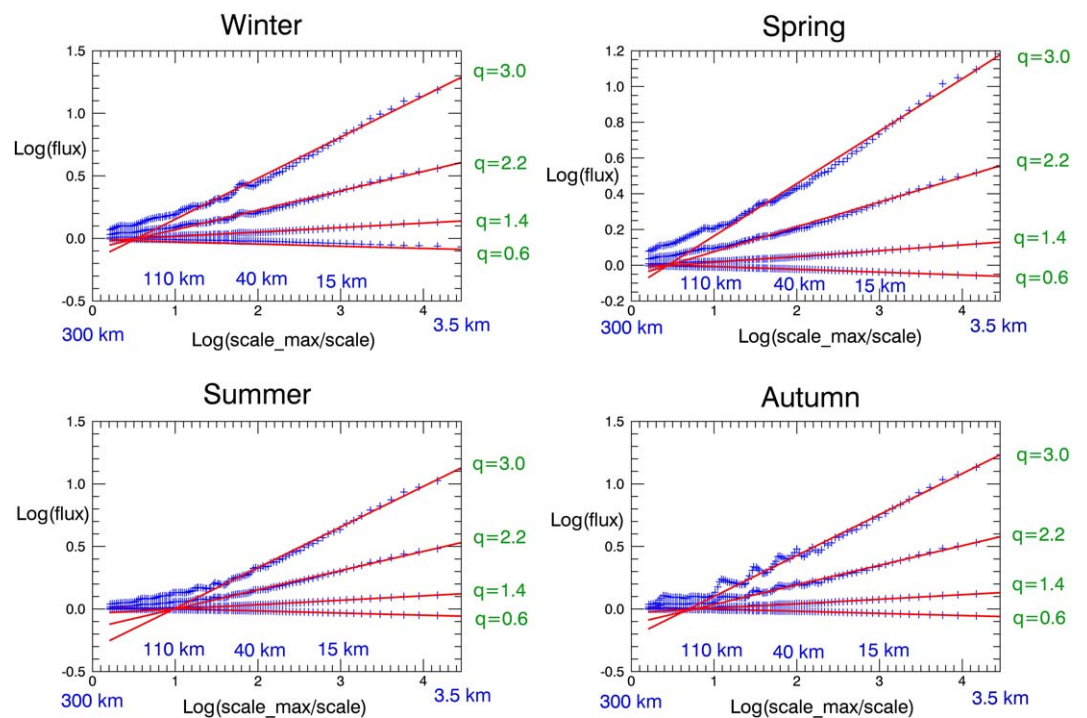 Winter
1.5
1.0
Log(flux)
0.5
0.0
-0.5
q=3.0
q=2.2
q=1.4
q=0.6
110 km 40 km 15 km
0 1 2 3 4
300 km 3.5 km
Log(scale_max/scale)
Spring
1.2
1.0
0.8
0.6
Log(flux)
0.4
0.2
0.0
-0.2
q=3.0
q=2.2
q=1.4
q=0.6
110 km 40 km 15 km
0 1 2 3 4
300 km 3.5 km
Log(scale_max/scale)
Summer
1.5
1.0
Log(flux)
0.5
0.0
-0.5
q=3.0
q=2.2
q=1.4
q=0.6
110 km 40 km 15 km
0 1 2 3 4
300 km 3.5 km
Log(scale_max/scale)
Autumn
1.5
1.0
Log(flux)
0.5
0.0
-0.5
q=3.0
q=2.2
q=1.4
q=0.6
110 km 40 km 15 km
0 1 2 3 4
300 km 3.5 km
Log(scale_max/scale)